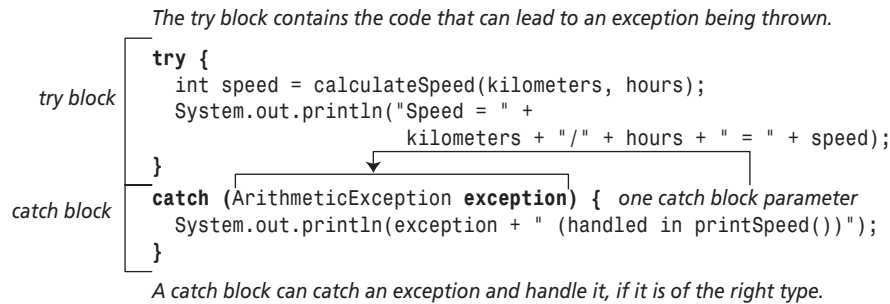 The try block contains the code that can lead to an exception being thrown.
try {
int speed = calculateSpeed(kilometers, hours);
try block
System.out.println("Speed = " +
kilometers + "/" + hours + " = " + speed);
}
catch (ArithmeticException exception) { one catch block parameter
catch block
System.out.println(exception + " (handled in printSpeed())");
}
A catch block can catch an exception and handle it, if it is of the right type.